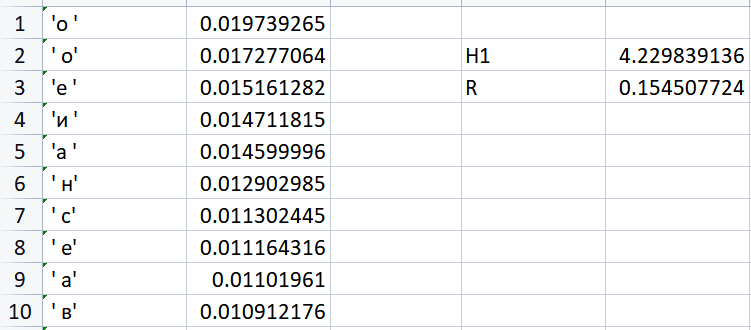 1 'о ' 0.019739265
2 ' о' 0.017277064 H1 4.229839136
3 'е ' 0.015161282 R 0.154507724
4 'и ' 0.014711815
5 'а ' 0.014599996
6 ' н' 0.012902985
7 ' с' 0.011302445
8 ' е' 0.011164316
9 ' а' 0.01101961
10 ' в' 0.010912176